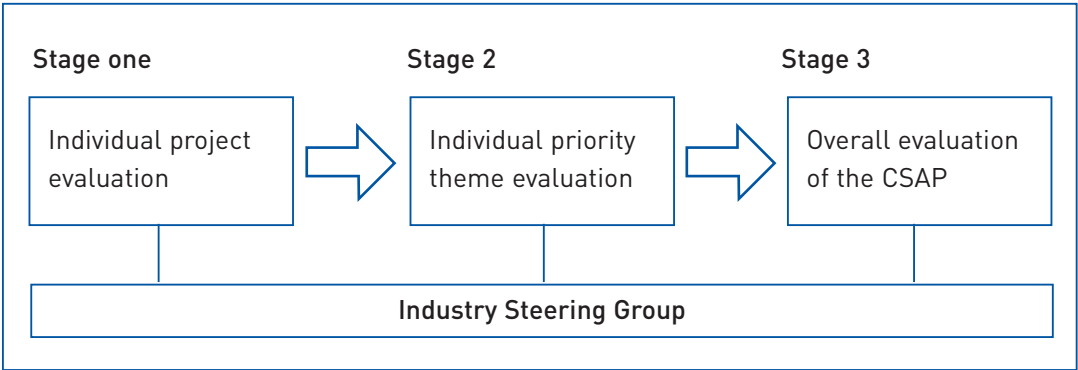 Stage one
Individual project
evaluation
Stage 2
Individual priority
theme evaluation
Stage 3
Overall evaluation
of the CSAP
Industry Steering Group